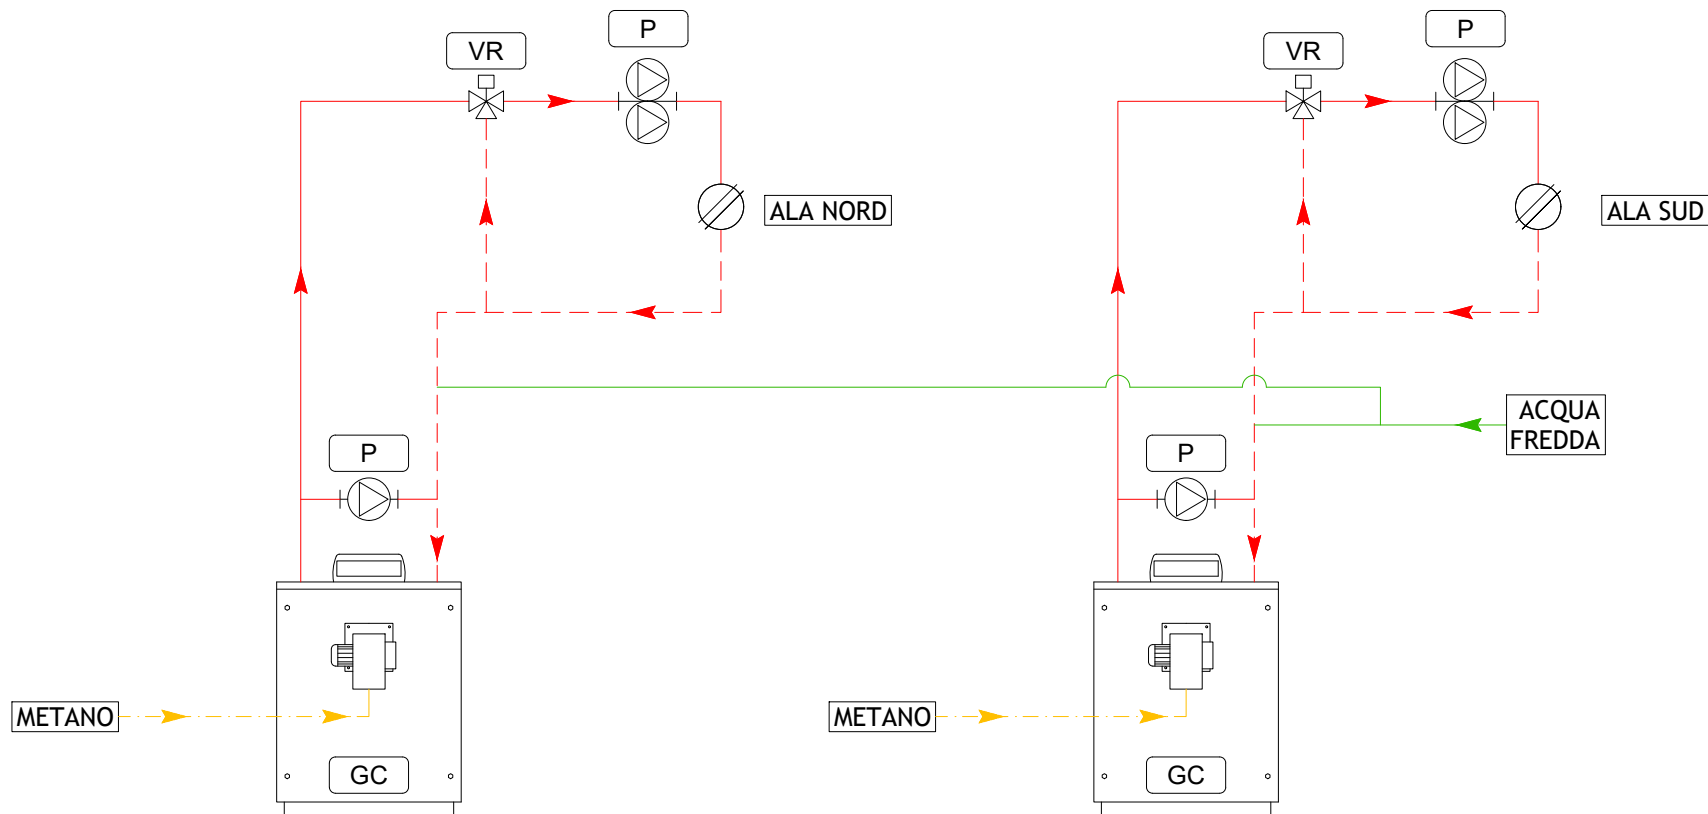 P
P
VR
VR
ALA NORD
ALA SUD
ACQUA
FREDDA
P
P
METANO
METANO
GC
GC